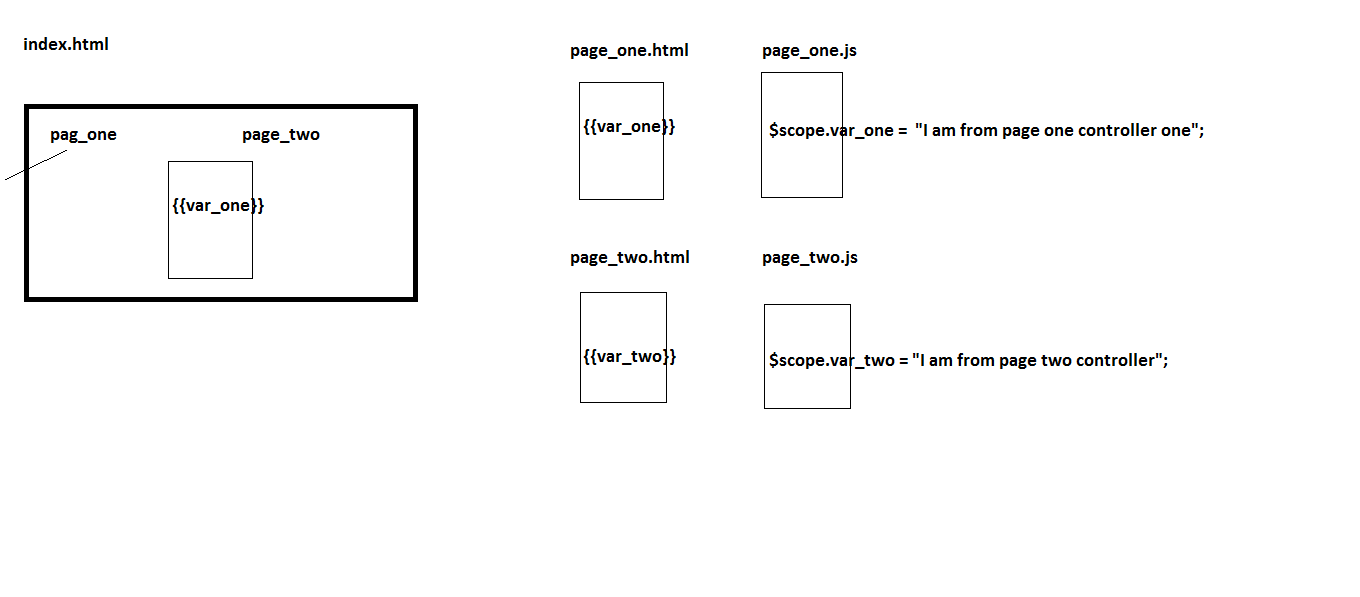 index.html
pag_one
page_two
{{var_one}}
page_one.html
page_one.js
{{var_one}}
$scope.var_one = "I am from page one controller one";
page_two.html
page_two.js
{{var_two}}
$scope.var_two = "I am from page two controller";